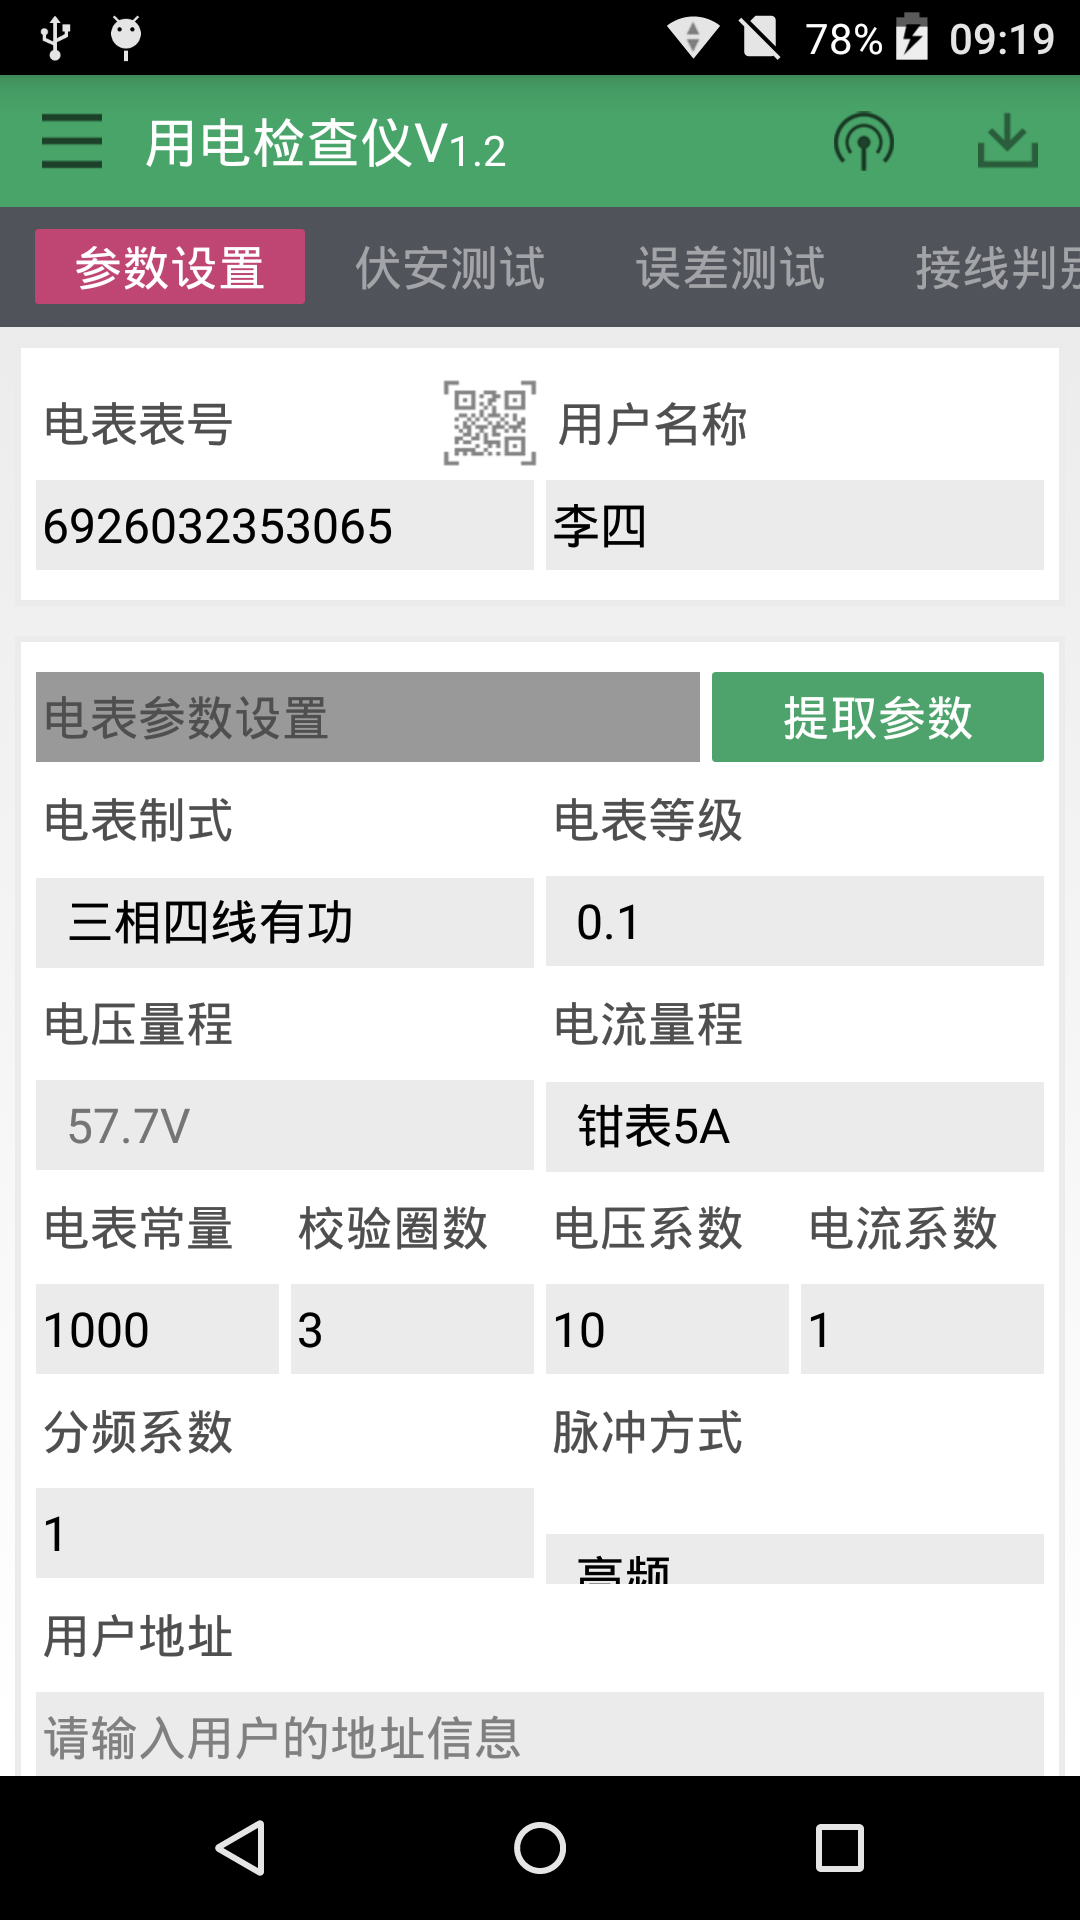 78% 09:19
用电检查仪V1.2
参数设置 伏安测试 误差测试 接线判别
电表表号 用户名称
6926032353065 李四
电表参数设置 提取参数
电表制式 电表等级
三相四线有功 0.1
电压量程 电流量程
57.7V 钳表5A
电表常量 校验圈数 电压系数 电流系数
1000 3 10 1
分频系数 脉冲方式
1 高频
用户地址
请输入用户的地址信息